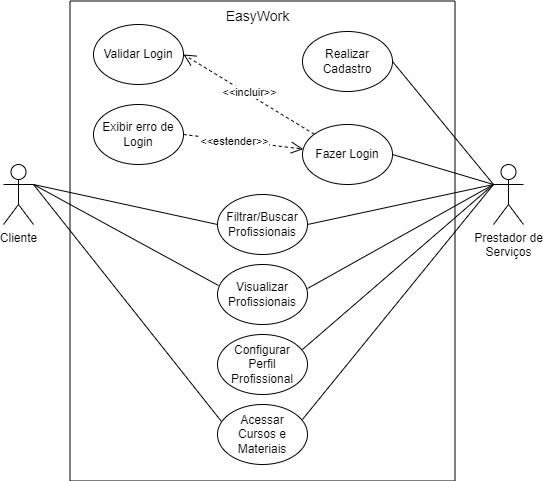 EasyWork
Validar Login
Realizar
Cadastro
<<incluir>>
Exibir erro de
Login
<<estender>>
Fazer Login
Cliente
Filtrar/Buscar
Profissionais
Prestador de
Serviços
Visualizar
Profissionais
Configurar
Perfil
Profissional
Acessar
Cursos e
Materiais